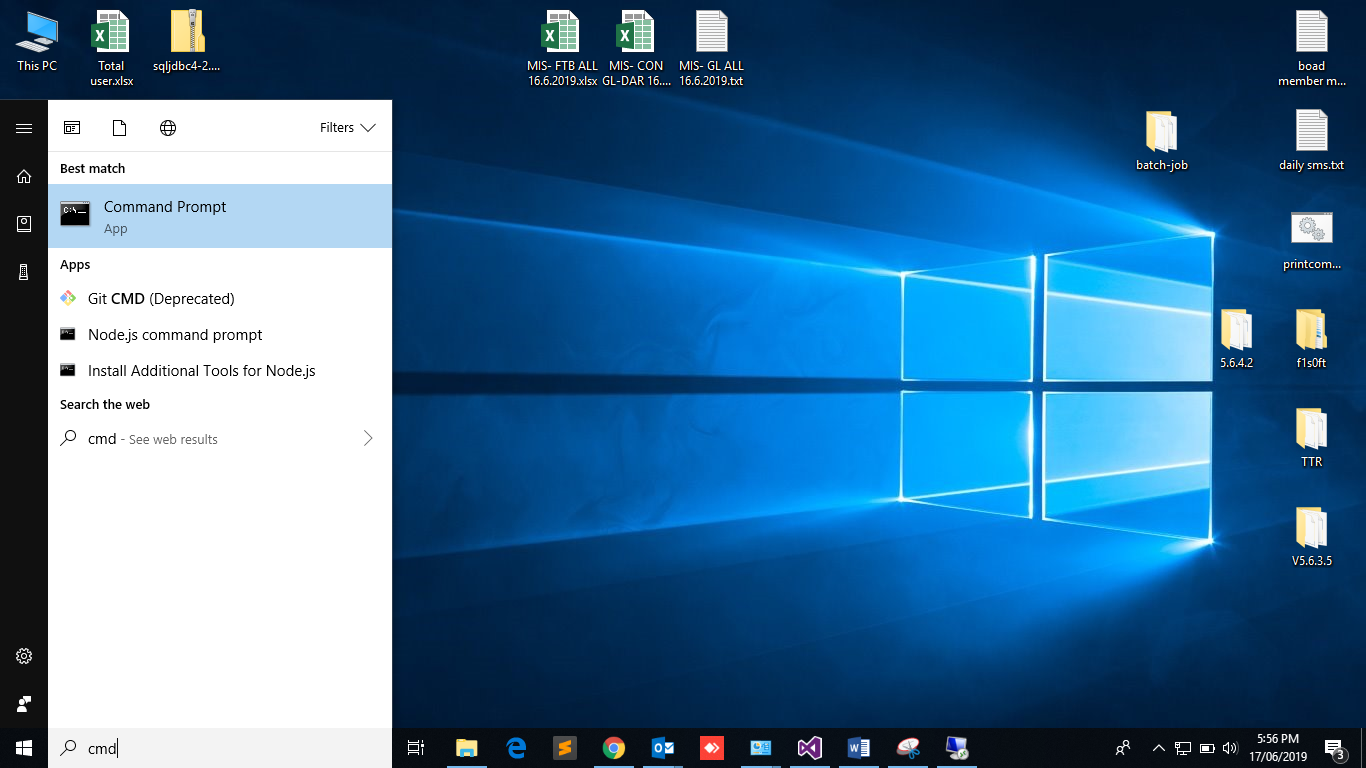 This PC
Total
user.xlsx
sqljdbc4-2....
MIS- FTB ALL
16.6.2019.xlsx
MIS- CON
GL-DAR 16....
MIS- GL ALL
16.6.2019.txt
boad
member m...
batch-job
daily sms.txt
printcom...
5.6.4.2
f1s0ft
TTR
V5.6.3.5
Filters
Best match
C:\_
Command Prompt
App
Apps
Git CMD (Deprecated)
Node.js command prompt
Install Additional Tools for Node.js
Search the web
cmd - See web results
cmd
5:56 PM
17/06/2019
3